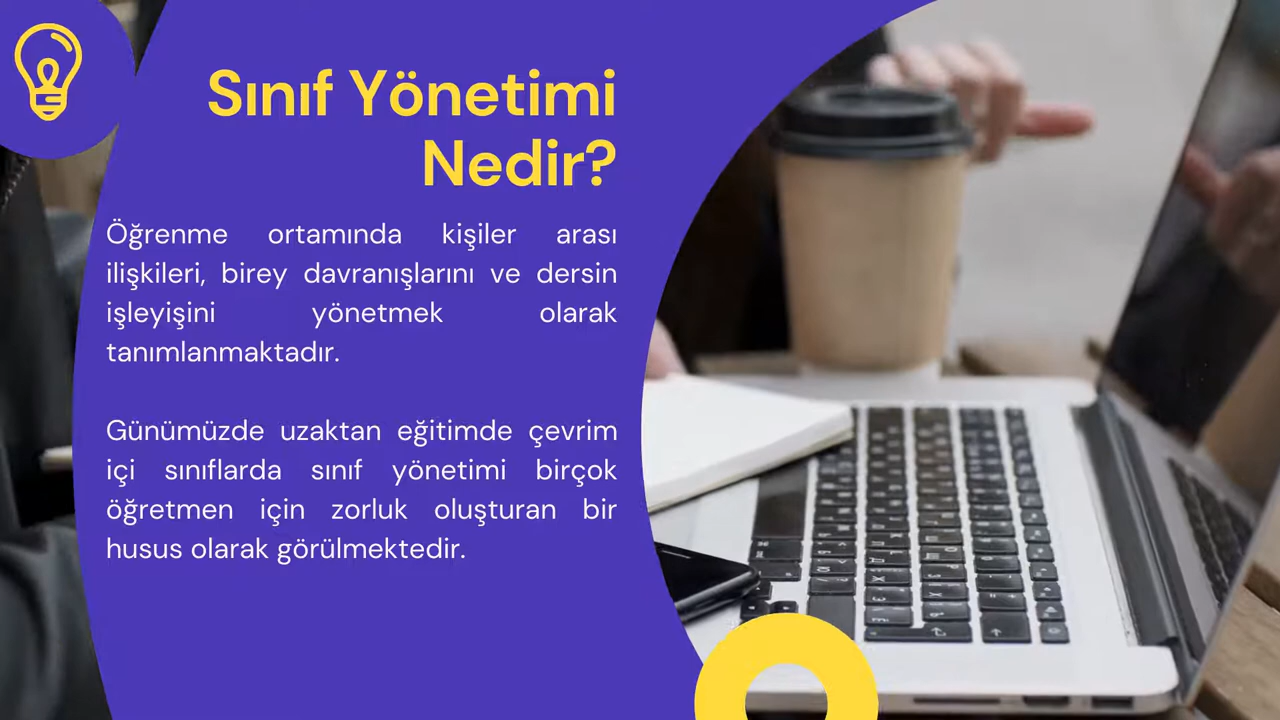 Sınıf Yönetimi
Nedir?
Öğrenme ortamında kişiler arası
ilişkileri, birey davranışlarını ve dersin
işleyişini yönetmek olarak
tanımlanmaktadır.
Günümüzde uzaktan eğitimde çevrim
içi sınıflarda sınıf yönetimi birçok
öğretmen için zorluk oluşturan bir
husus olarak görülmektedir.